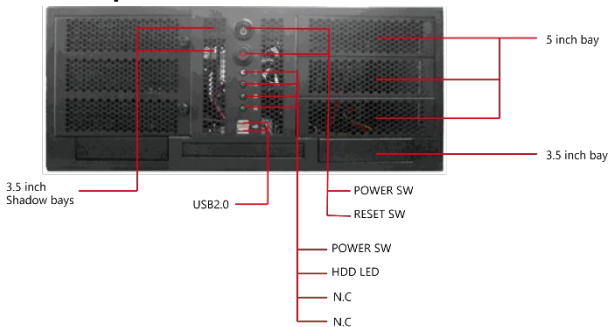 5 inch bay
3.5 inch bay
3.5 inch
Shadow bays
USB2.0
POWER SW
RESET SW
POWER SW
HDD LED
N.C
N.C